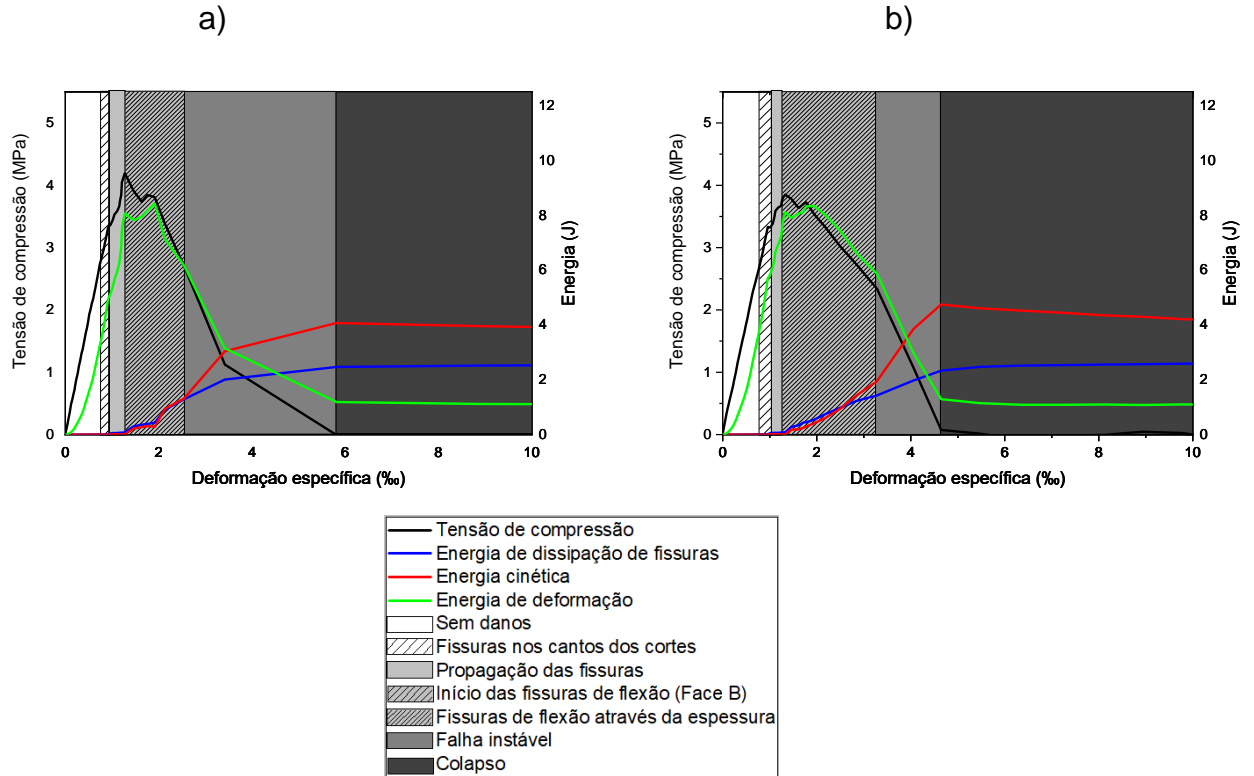 a)
b)
Tensão de compressão (MPa)
5
4
3
2
1
0
12
10
8
6
4
2
0
Energia (J)
0 2 4 6 8 10
Deformação específica (‰)
Tensão de compressão (MPa)
5
4
3
2
1
0
12
10
8
6
4
2
0
Energia (J)
0 2 4 6 8 10
Deformação específica (‰)
Tensão de compressão
Energia de dissipação de fissuras
Energia cinética
Energia de deformação
Sem danos
Fissuras nos cantos dos cortes
Propagação das fissuras
Início das fissuras de flexão (Face B)
Fissuras de flexão através da espessura
Falha instável
Colapso